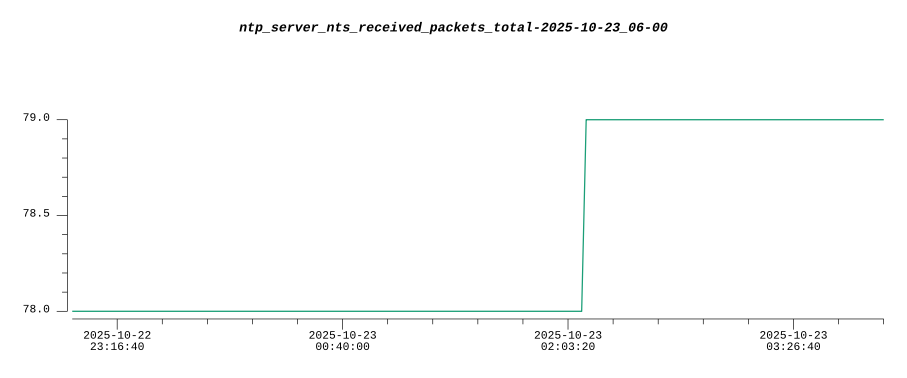 ntp_server_nts_received_packets_total-2025-10-23_06-00
79.0
78.5
78.0
2025-10-22 2025-10-23 2025-10-23 2025-10-23
23:16:40 00:40:00 02:03:20 03:26:40